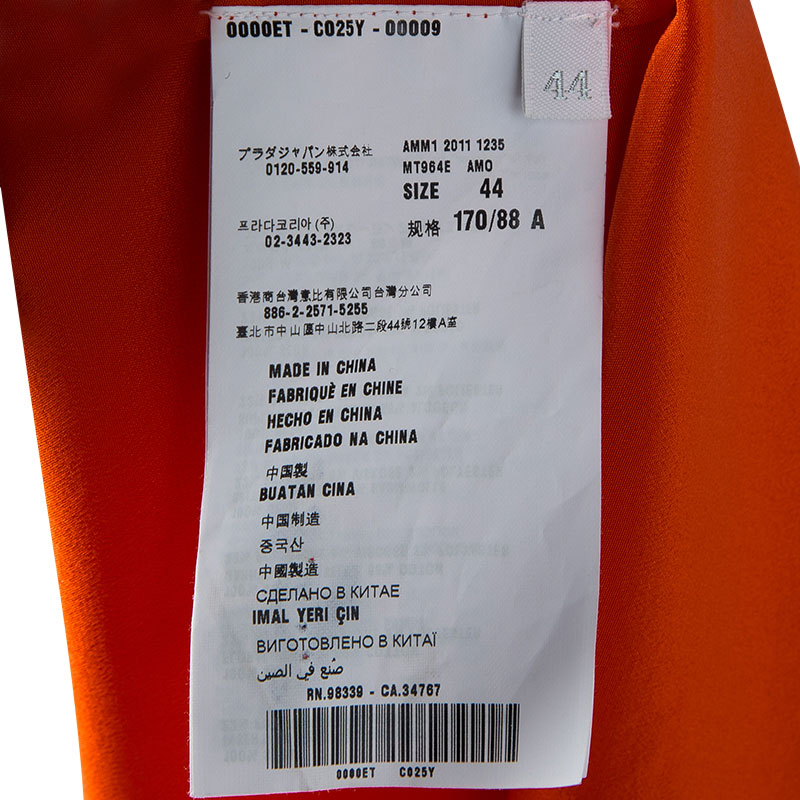 0000ET - C025Y - 00009
44
プラダジャパン株式会社
0120-559-914
AMM1 2011 1235
MT964E AMO
SIZE 44
规格 170/88 A
프라다코리아 (주)
02-3443-2323
香港商台灣意比有限公司台灣分公司
886-2-2571-5255
臺北市中山區中山北路二段44號12樓A室
MADE IN CHINA
FABRIQUÈ EN CHINE
HECHO EN CHINA
FABRICADO NA CHINA
中国製
BUATAN CINA
中国制造
중국산
中國製造
СДЕЛАНО В КИТАЕ
IMAL YERI ÇIN
ВИГОТОВЛЕНО В КИТАЇ
صُنع في الصين
RN.98339 - CA.34767
0000ET C025Y